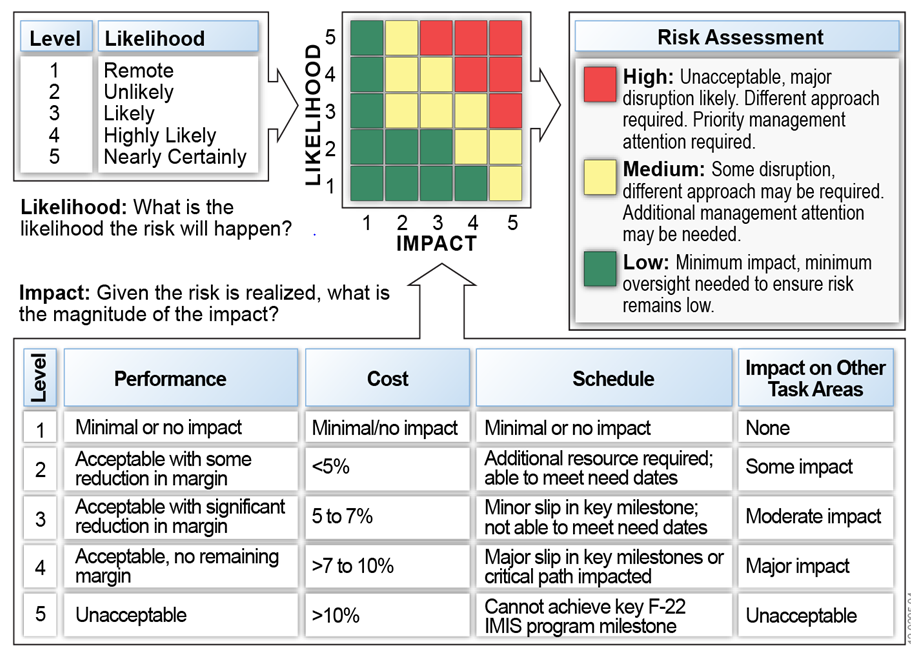 Level Likelihood
1 Remote
2 Unlikely
3 Likely
4 Highly Likely
5 Nearly Certainly
Likelihood: What is the
likelihood the risk will happen?
Impact: Given the risk is realized, what is
the magnitude of the impact?
LIKELIHOOD
5
4
3
2
1
1 2 3 4 5
IMPACT
Risk Assessment
High: Unacceptable, major
disruption likely. Different approach
required. Priority management
attention required.
Medium: Some disruption,
different approach may be required.
Additional management attention
may be needed.
Low: Minimum impact, minimum
oversight needed to ensure risk
remains low.
Level Performance Cost Schedule Impact on Other
Task Areas
1 Minimal or no impact Minimal/no impact Minimal or no impact None
2 Acceptable with some
reduction in margin <5% Additional resource required;
able to meet need dates Some impact
3 Acceptable with significant
reduction in margin 5 to 7% Minor slip in key milestone;
not able to meet need dates Moderate impact
4 Acceptable, no remaining
margin >7 to 10% Major slip in key milestones or
critical path impacted Major impact
5 Unacceptable >10% Cannot achieve key F-22
IMIS program milestone Unacceptable